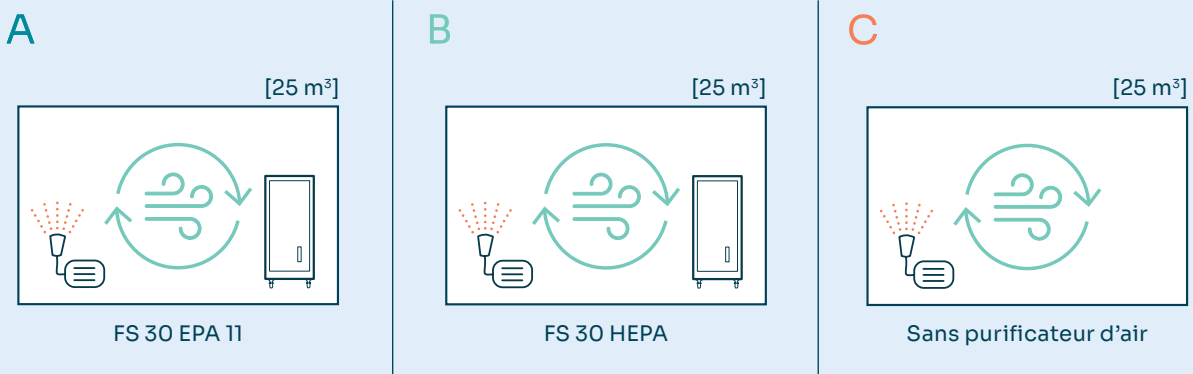 A
B
C
[25 m³]
[25 m³]
[25 m³]
FS 30 EPA 11
FS 30 HEPA
Sans purificateur d'air